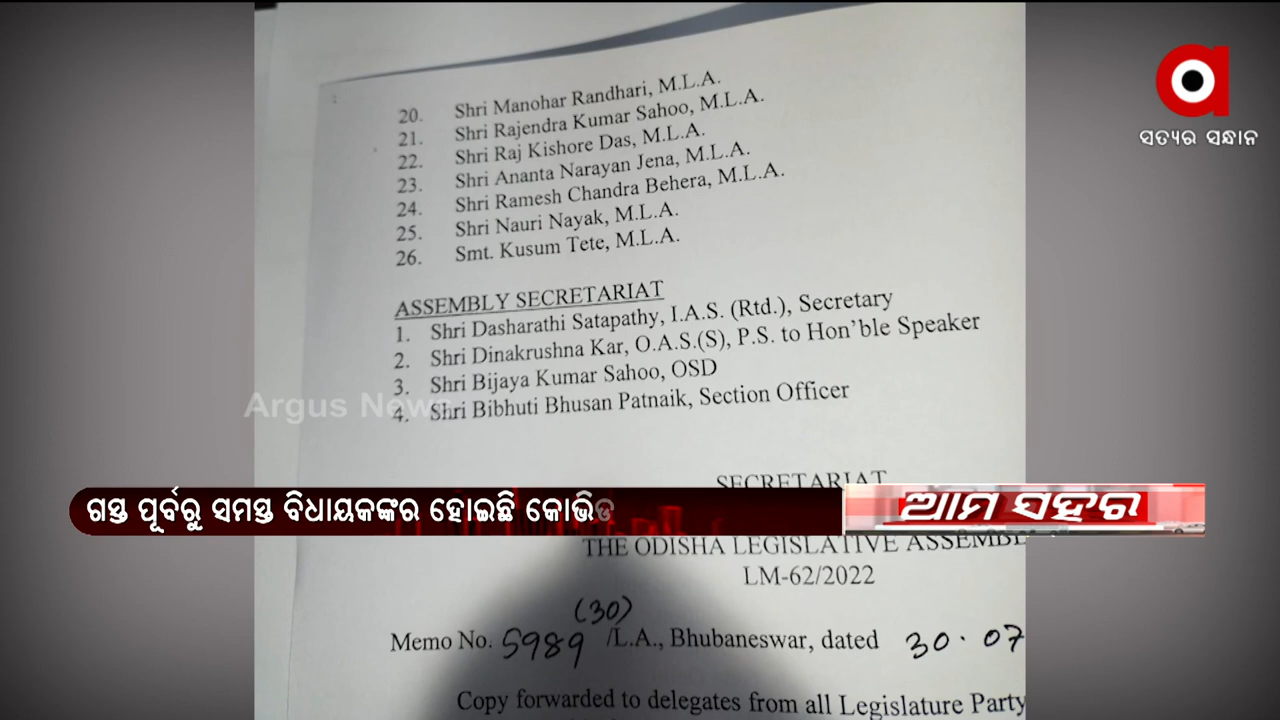 20. Shri Manohar Randhari, M.L.A.
21. Shri Rajendra Kumar Sahoo, M.L.A.
22. Shri Raj Kishore Das, M.L.A.
23. Shri Ananta Narayan Jena, M.L.A.
24. Shri Ramesh Chandra Behera, M.L.A.
25. Shri Nauri Nayak, M.L.A.
26. Smt. Kusum Tete, M.L.A.
ସତ୍ୟର ସନ୍ଧାନ
ASSEMBLY SECRETARIAT
1. Shri Dasharathi Satapathy, I.A.S. (Rtd.), Secretary
2. Shri Dinakrushna Kar, O.A.S.(S), P.S. to Hon'ble Speaker
3. Shri Bijaya Kumar Sahoo, OSD
4. Shri Bibhuti Bhusan Patnaik, Section Officer
Argus News
SECRETARIAT
ଗସ୍ତ ପୂର୍ବରୁ ସମସ୍ତ ବିଧାୟକଙ୍କର ହୋଇଛି କୋଭିଡ
ଆମ ସହର
THE ODISHA LEGISLATIVE ASSEMB
LM-62/2022
(30)
Memo No. 5989 /L.A., Bhubaneswar, dated 30.07
Copy forwarded to delegates from all Legislature Party